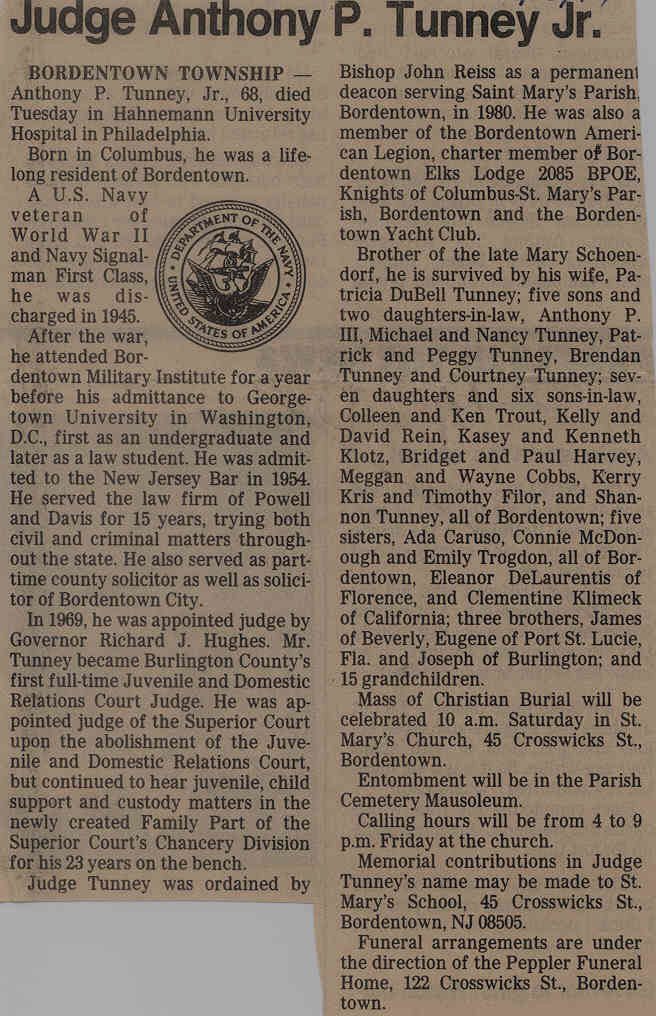 Judge Anthony P. Tunney Jr.
BORDENTOWN TOWNSHIP —
Anthony P. Tunney, Jr., 68, died
Tuesday in Hahnemann University
Hospital in Philadelphia.
Born in Columbus, he was a life-
long resident of Bordentown.
A U.S. Navy
veteran of
World War II
and Navy Signal-
man First Class,
he was dis-
charged in 1945.
After the war,
he attended Bor-
DEPARTMENT OF THE NAVY
UNITED STATES OF AMERICA
dentown Military Institute for a year
before his admittance to George-
town University in Washington,
D.C., first as an undergraduate and
later as a law student. He was admit-
ted to the New Jersey Bar in 1954.
He served the law firm of Powell
and Davis for 15 years, trying both
civil and criminal matters through-
out the state. He also served as part-
time county solicitor as well as solici-
tor of Bordentown City.
In 1969, he was appointed judge by
Governor Richard J. Hughes. Mr.
Tunney became Burlington County's
first full-time Juvenile and Domestic
Relations Court Judge. He was ap-
pointed judge of the Superior Court
upon the abolishment of the Juve-
nile and Domestic Relations Court,
but continued to hear juvenile, child
support and custody matters in the
newly created Family Part of the
Superior Court's Chancery Division
for his 23 years on the bench.
Judge Tunney was ordained by
Bishop John Reiss as a permanent
deacon serving Saint Mary's Parish,
Bordentown, in 1980. He was also a
member of the Bordentown Ameri-
can Legion, charter member of Bor-
dentown Elks Lodge 2085 BPOE,
Knights of Columbus-St. Mary's Par-
ish, Bordentown and the Borden-
town Yacht Club.
Brother of the late Mary Schoen-
dorf, he is survived by his wife, Pa-
tricia DuBell Tunney; five sons and
two daughters-in-law, Anthony P.
III, Michael and Nancy Tunney, Pat-
rick and Peggy Tunney, Brendan
Tunney and Courtney Tunney; sev-
en daughters and six sons-in-law,
Colleen and Ken Trout, Kelly and
David Rein, Kasey and Kenneth
Klotz, Bridget and Paul Harvey,
Meggan and Wayne Cobbs, Kerry
Kris and Timothy Filor, and Shan-
non Tunney, all of Bordentown; five
sisters, Ada Caruso, Connie McDon-
ough and Emily Trogdon, all of Bor-
dentown, Eleanor DeLaurentis of
Florence, and Clementine Klimeck
of California; three brothers, James
of Beverly, Eugene of Port St. Lucie,
Fla. and Joseph of Burlington; and
15 grandchildren.
Mass of Christian Burial will be
celebrated 10 a.m. Saturday in St.
Mary's Church, 45 Crosswicks St.,
Bordentown.
Entombment will be in the Parish
Cemetery Mausoleum.
Calling hours will be from 4 to 9
p.m. Friday at the church.
Memorial contributions in Judge
Tunney's name may be made to St.
Mary's School, 45 Crosswicks St.,
Bordentown, NJ 08505.
Funeral arrangements are under
the direction of the Peppler Funeral
Home, 122 Crosswicks St., Borden-
town.